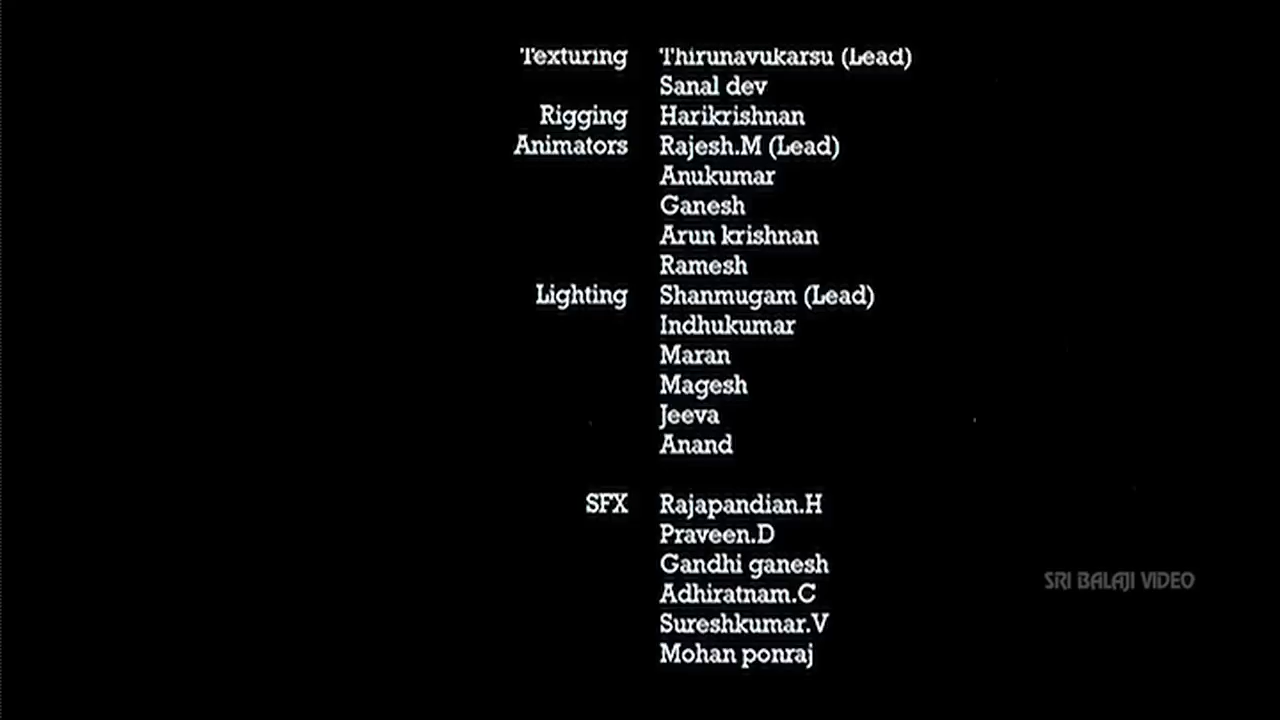 Texturing Thirunavukarsu (Lead)
Sanal dev
Rigging Harikrishnan
Animators Rajesh.M (Lead)
Anukumar
Ganesh
Arun krishnan
Ramesh
Lighting Shanmugam (Lead)
Indhukumar
Maran
Magesh
Jeeva
Anand
SFX Rajapandian.H
Praveen.D
Gandhi ganesh
Adhiratnam.C
Sureshkumar.V
Mohan ponraj
SRI BALAJI VIDEO